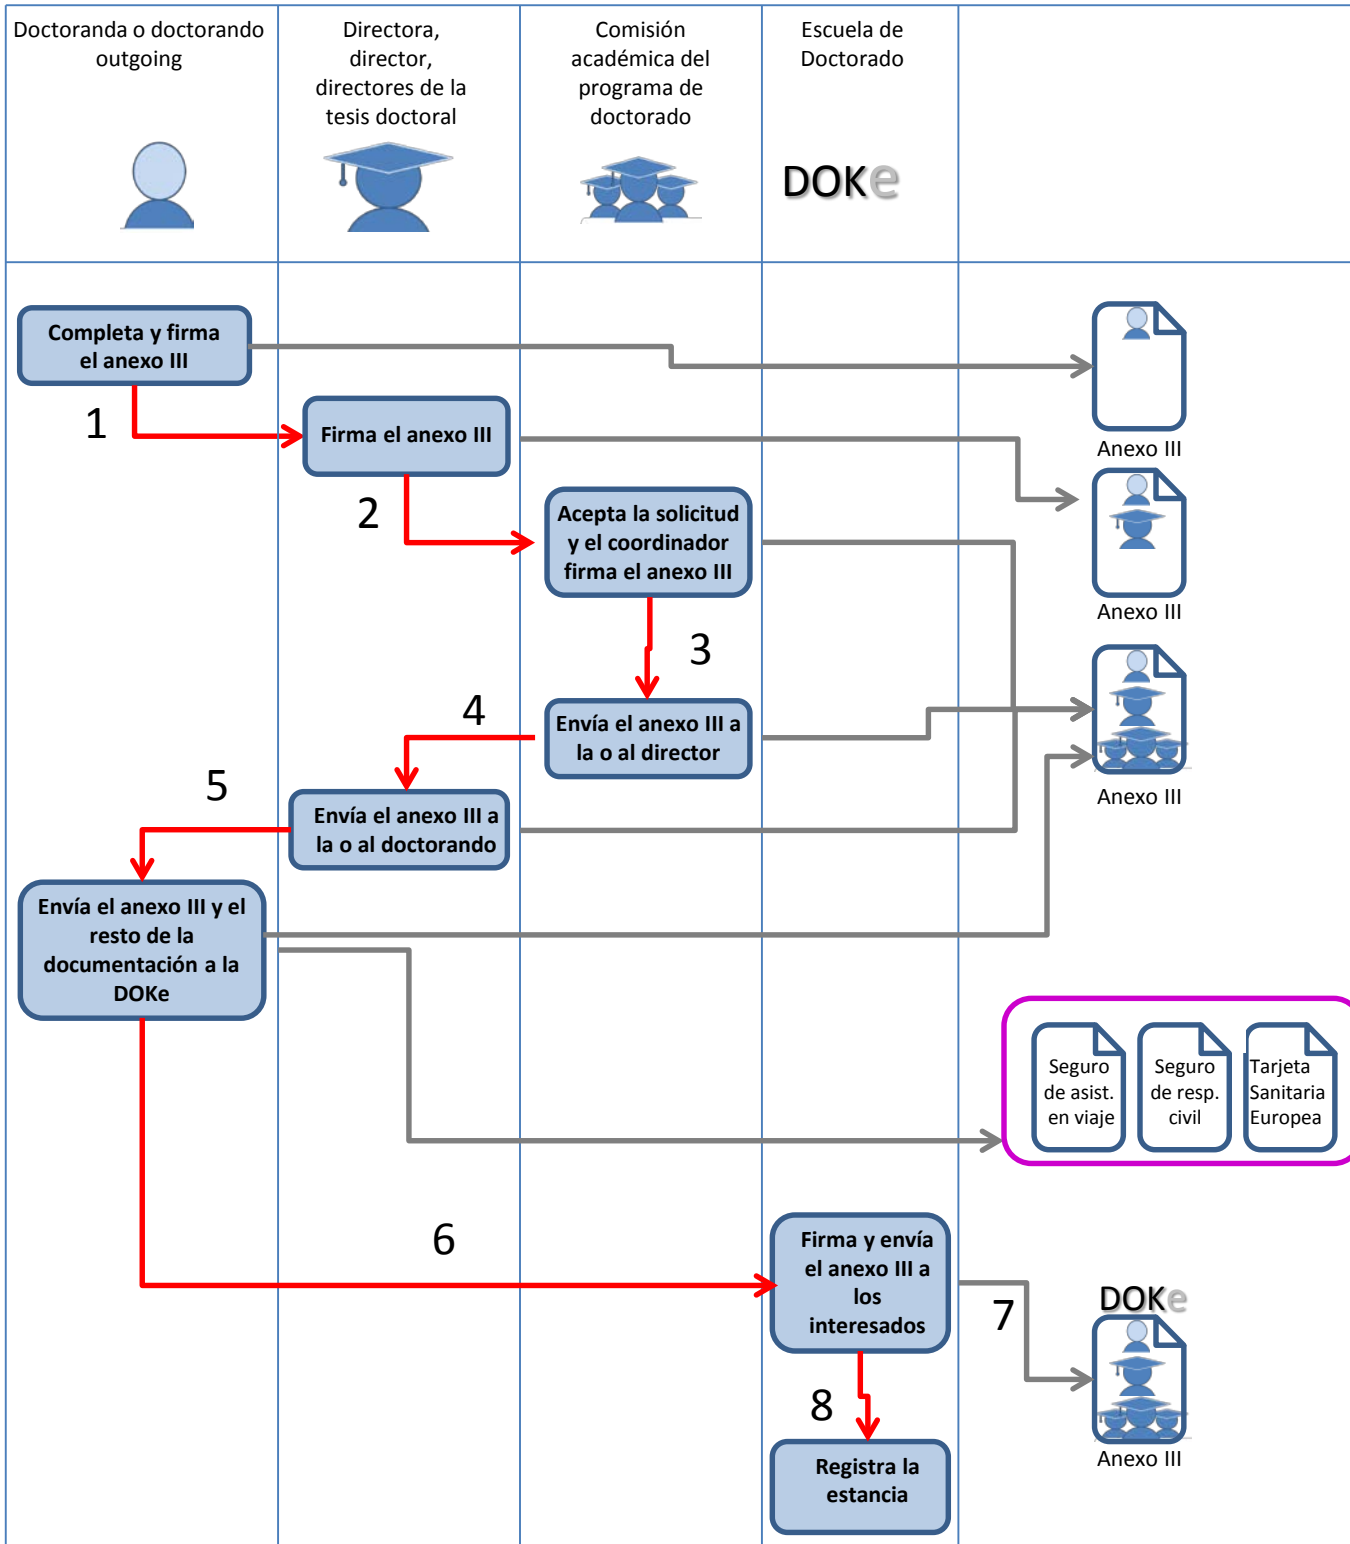 Doctoranda o doctorando
outgoing
Directora,
director,
directores de la
tesis doctoral
Comisión
académica del
programa de
doctorado
Escuela de
Doctorado
DOKe
Completa y firma
el anexo III
1
Firma el anexo III
Anexo III
2
Acepta la solicitud
y el coordinador
firma el anexo III
Anexo III
3
Envía el anexo III a
la o al director
4
Anexo III
5
Envía el anexo III a
la o al doctorando
Envía el anexo III y el
resto de la
documentación a la
DOKe
Seguro
de asist.
en viaje
Seguro
de resp.
civil
Tarjeta
Sanitaria
Europea
6
Firma y envía
el anexo III a
los
interesados
7
DOKe
Anexo III
8
Registra la
estancia